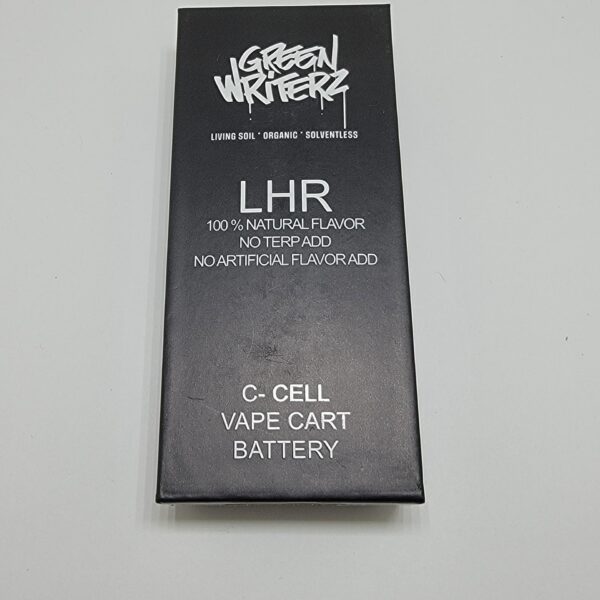 GREEN
WRITERZ
LIVING SOIL * ORGANIC * SOLVENTLESS
LHR
100 % NATURAL FLAVOR
NO TERP ADD
NO ARTIFICIAL FLAVOR ADD
C- CELL
VAPE CART
BATTERY